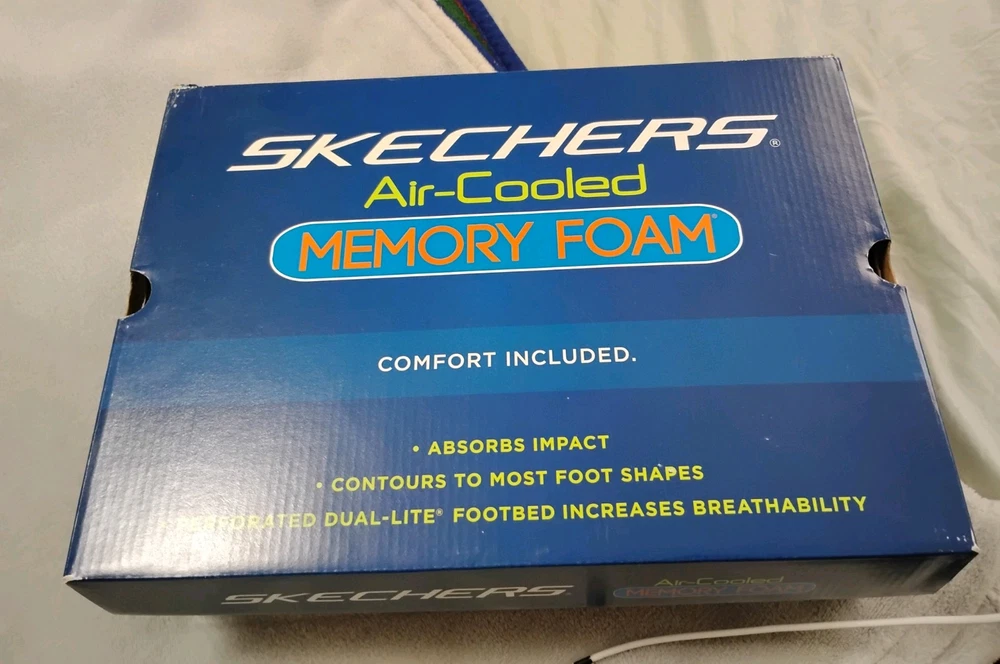 SKECHERS®
Air-Cooled
MEMORY FOAM®
COMFORT INCLUDED.
• ABSORBS IMPACT
• CONTOURS TO MOST FOOT SHAPES
PERFORATED DUAL-LITE® FOOTBED INCREASES BREATHABILITY
SKECHERS
Air-Cooled
MEMORY FOAM